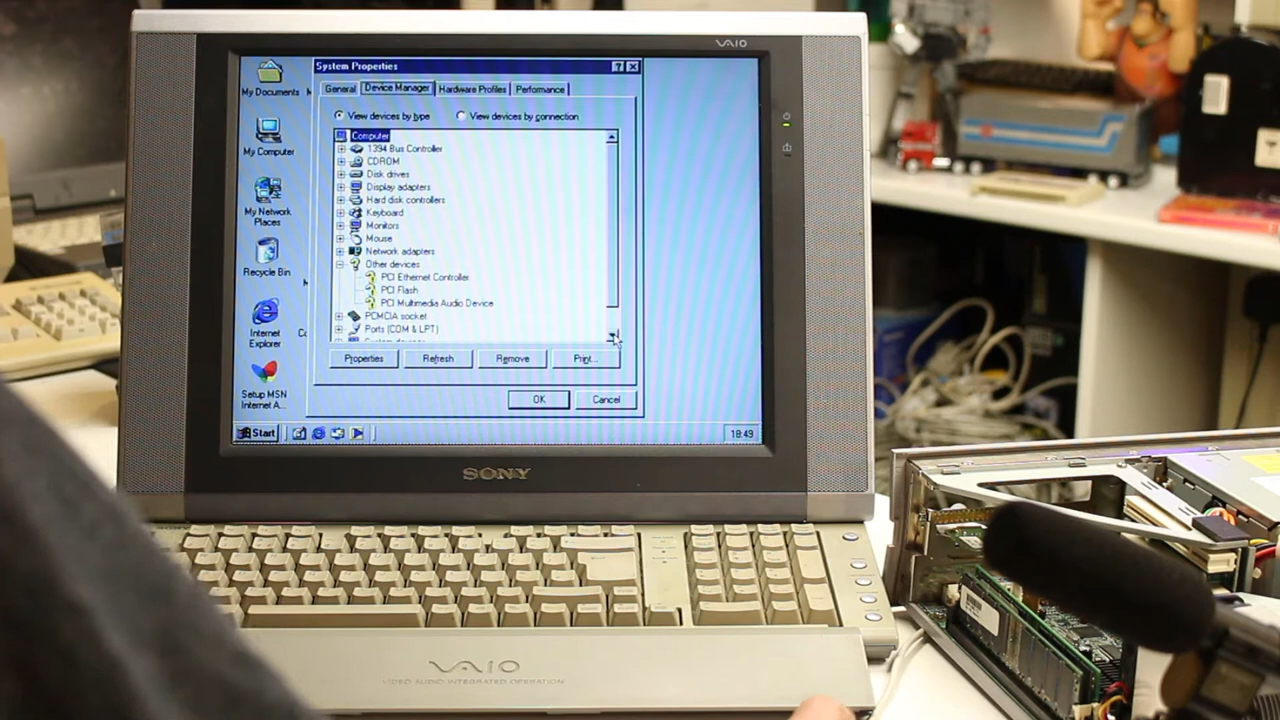 VAIO
System Properties
General Device Manager Hardware Profiles Performance
View devices by type View devices by connection
Computer
1394 Bus Controller
CDROM
Disk drives
Display adapters
Hard disk controllers
Keyboard
Monitors
Mouse
Network adapters
Other devices
PCI Ethernet Controller
PCI Flash
PCI Multimedia Audio Device
PCMCIA socket
Ports (COM & LPT)
Properties Refresh Remove Print...
OK Cancel
My Documents
My Computer
My Network
Places
Recycle Bin
Internet
Explorer
Setup MSN
Internet A...
Start
18:49
SONY
VAIO
VIDEO AUDIO INTEGRATED OPERATION